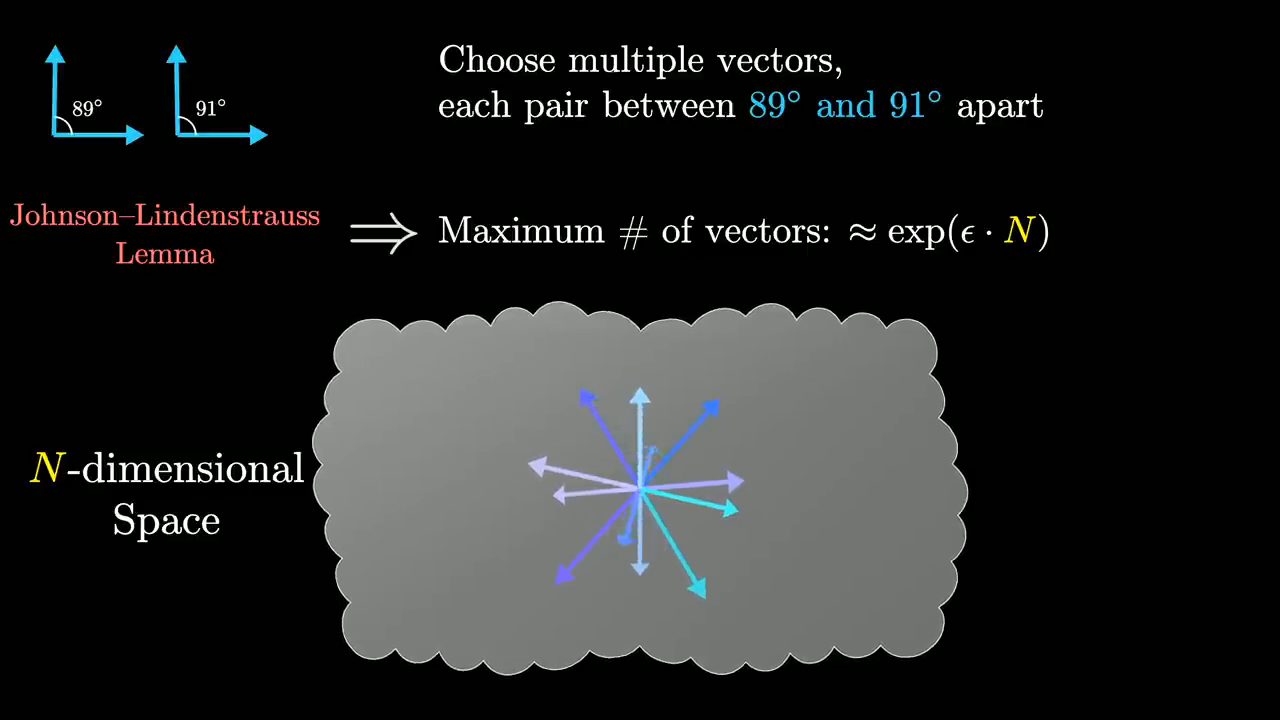 89°
91°
Choose multiple vectors,
each pair between 89° and 91° apart
Johnson–Lindenstrauss
Lemma
⟹ Maximum # of vectors: ≈ exp(ϵ · N)
N-dimensional
Space